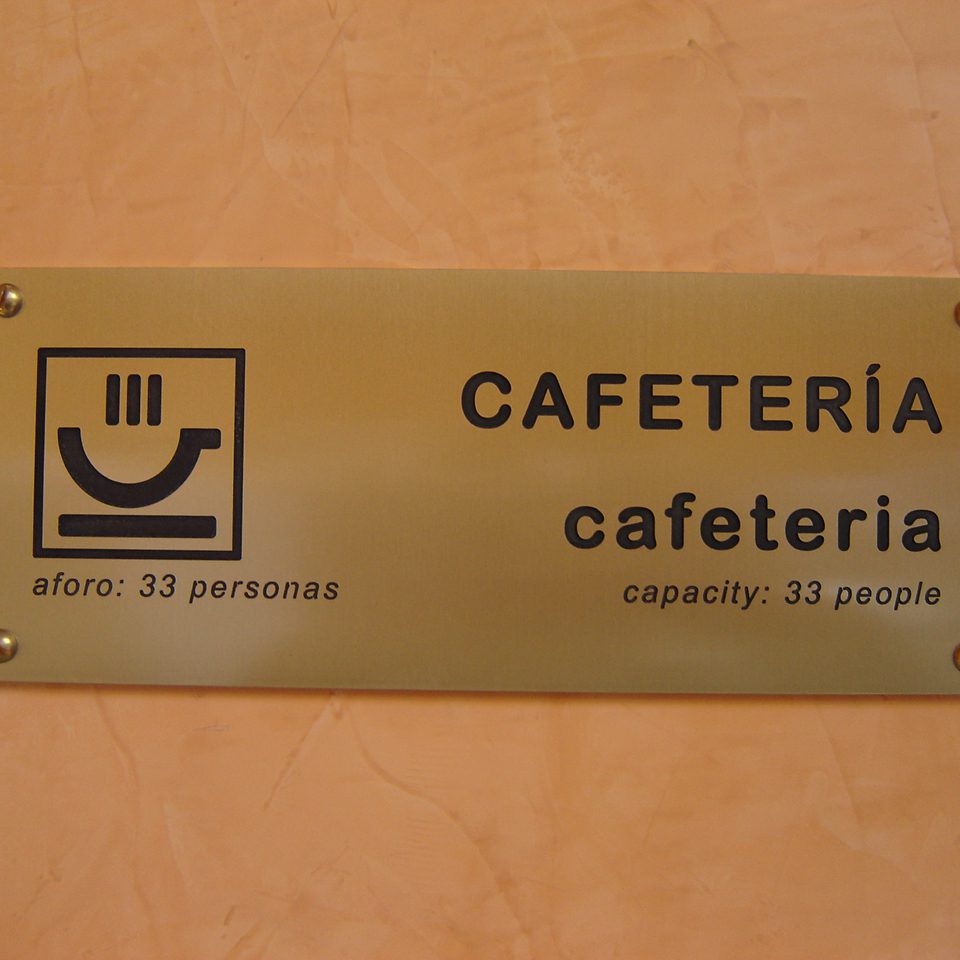 CAFETERÍA
cafeteria
aforo: 33 personas
capacity: 33 people